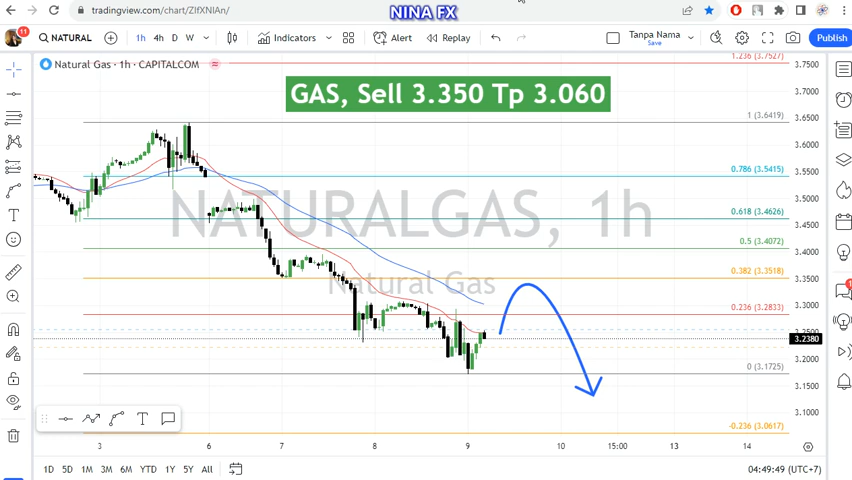 NINA FX
tradingview.com/chart/ZIfXNIAn/
11
NATURAL
1h 4h D W
Indicators
Alert
Replay
Tanpa Nama
Save
Publish
Natural Gas · 1h · CAPITALCOM
GAS, Sell 3.350 Tp 3.060
NATURALGAS, 1h
Natural Gas
1.236 (3.7527)
1 (3.6419)
0.786 (3.5415)
0.618 (3.4626)
0.5 (3.4072)
0.382 (3.3518)
0.236 (3.2833)
0 (3.1725)
-0.236 (3.0617)
3.7500
3.7000
3.6500
3.6000
3.5500
3.5000
3.4500
3.4000
3.3500
3.3000
3.2500
3.2380
3.2000
3.1500
3.1000
3 6 7 8 9 10 15:00 13 14
1D 5D 1M 3M 6M YTD 1Y 5Y All
04:49:49 (UTC+7)